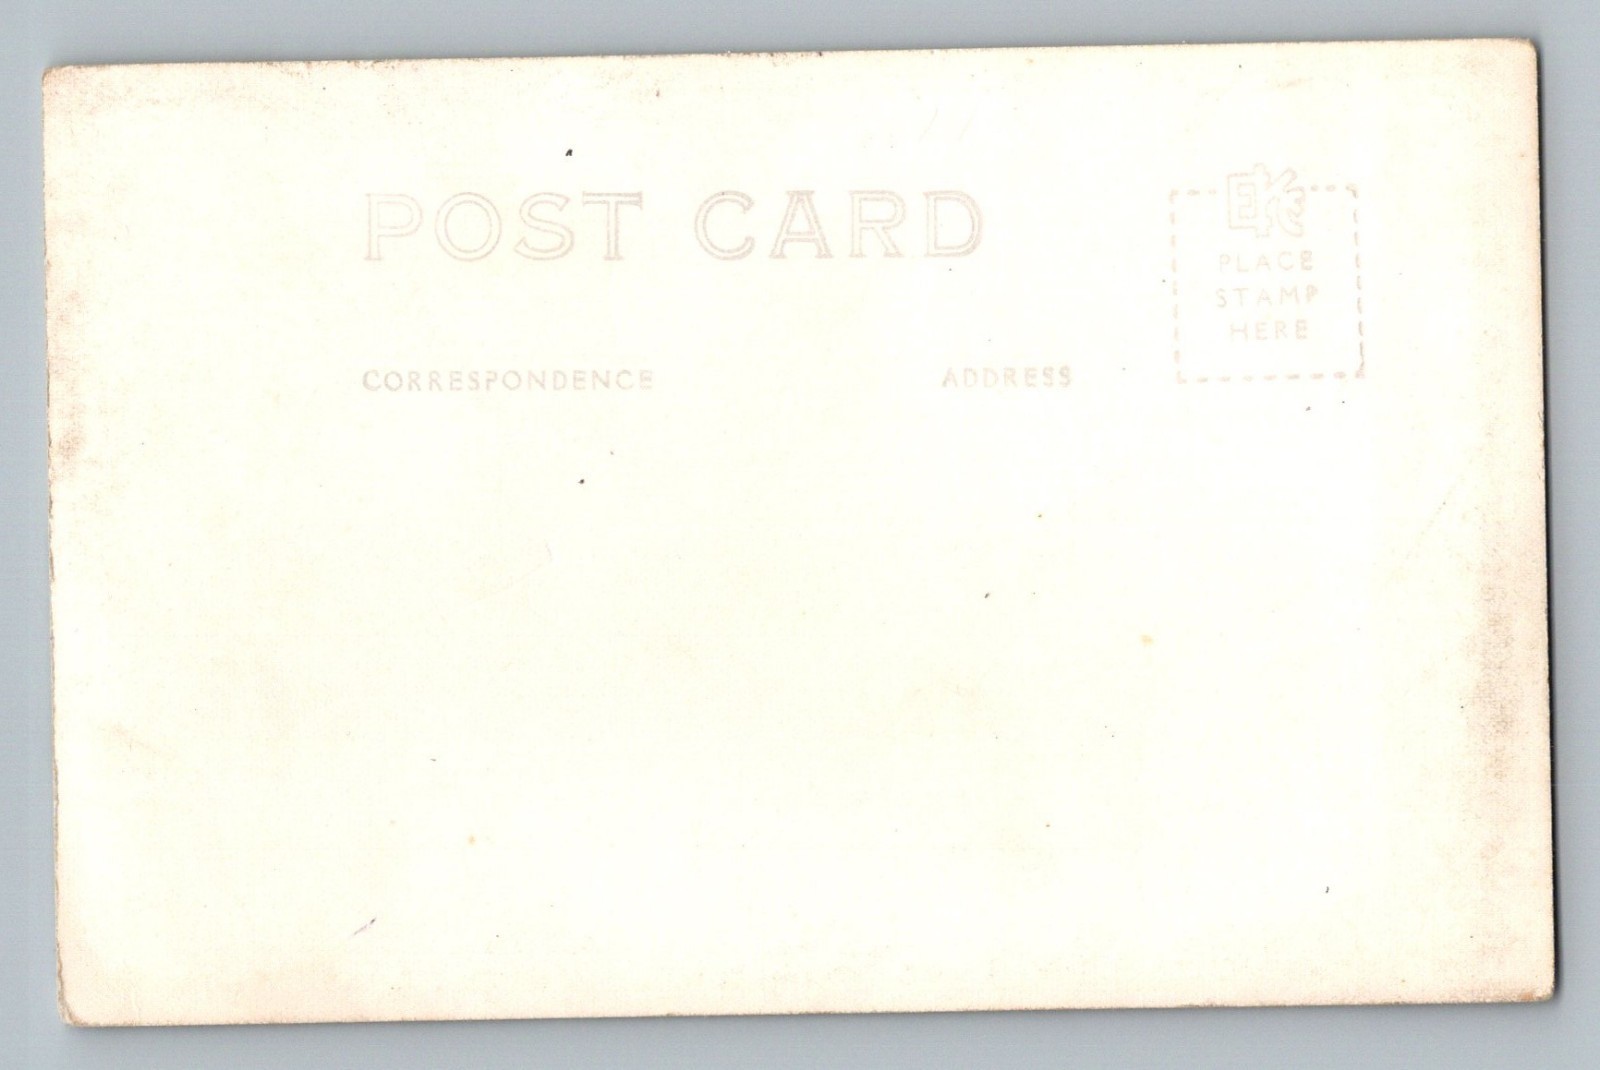 POST CARD
PLACE
STAMP
HERE
CORRESPONDENCE
ADDRESS